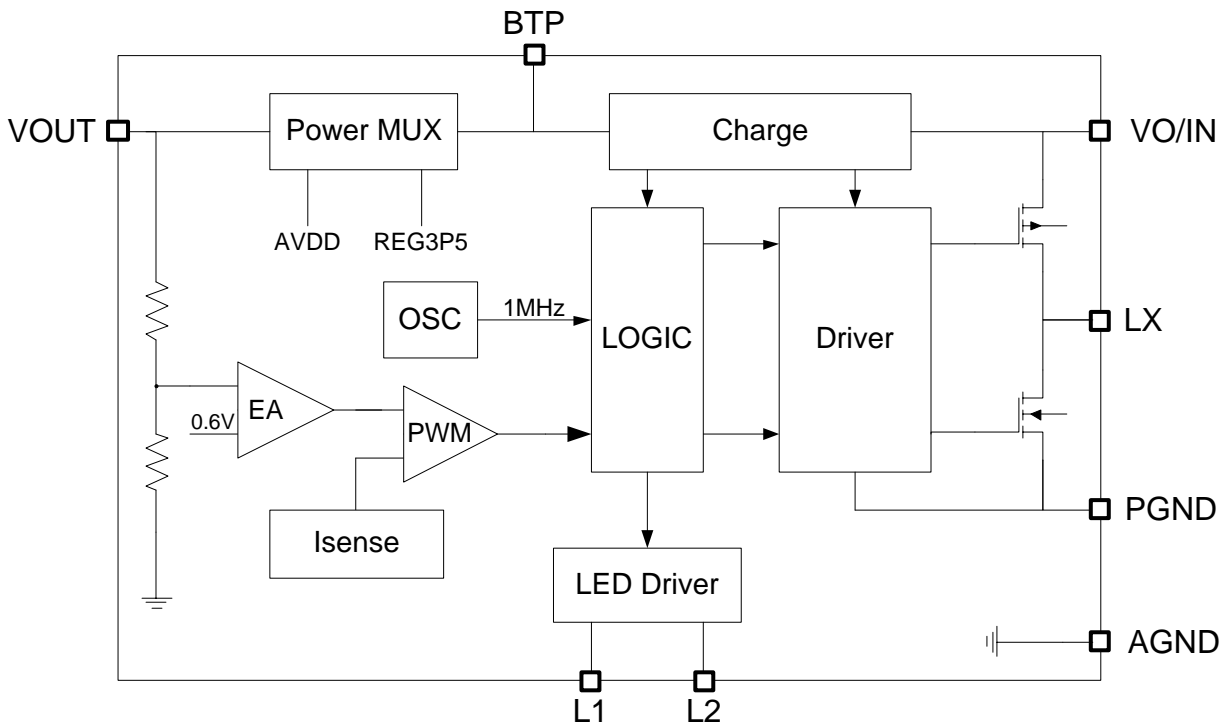 BTP
VOUT
Power MUX
Charge
VO/IN
AVDD
REG3P5
OSC
1MHz
LOGIC
Driver
LX
0.6V
EA
PWM
Isense
PGND
LED Driver
AGND
L1
L2